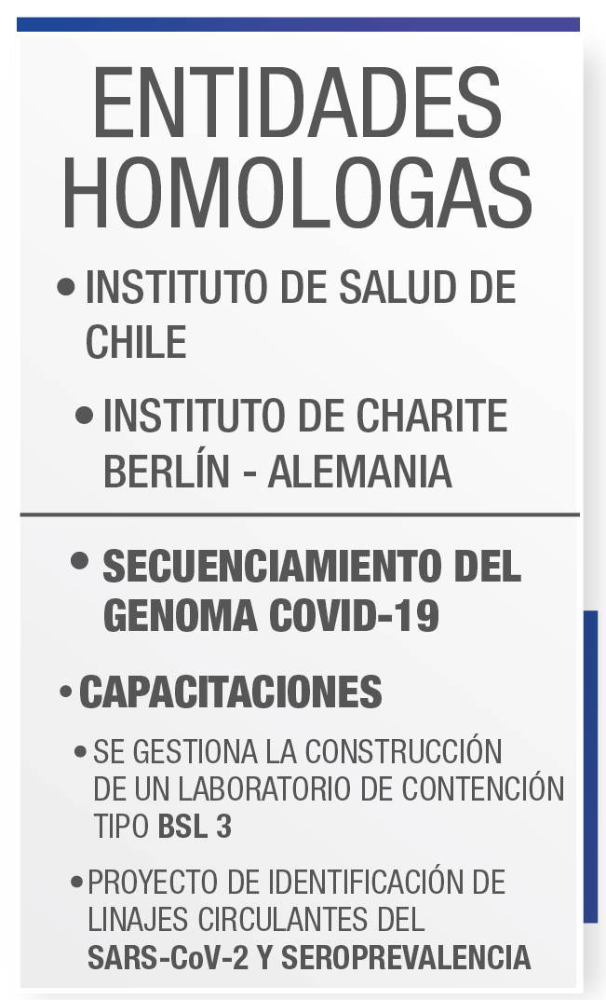 ENTIDADES
HOMOLOGAS
• INSTITUTO DE SALUD DE
CHILE
• INSTITUTO DE CHARITE
BERLÍN - ALEMANIA
• SECUENCIAMIENTO DEL
GENOMA COVID-19
• CAPACITACIONES
• SE GESTIONA LA CONSTRUCCIÓN
DE UN LABORATORIO DE CONTENCIÓN
TIPO BSL 3
• PROYECTO DE IDENTIFICACIÓN DE
LINAJES CIRCULANTES DEL
SARS-CoV-2 Y SEROPREVALENCIA